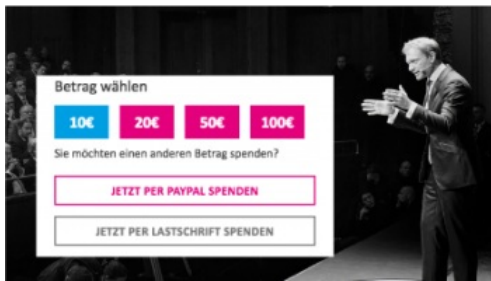 Betrag wählen
10€ 20€ 50€ 100€
Sie möchten einen anderen Betrag spenden?
JETZT PER PAYPAL SPENDEN
JETZT PER LASTSCHRIFT SPENDEN